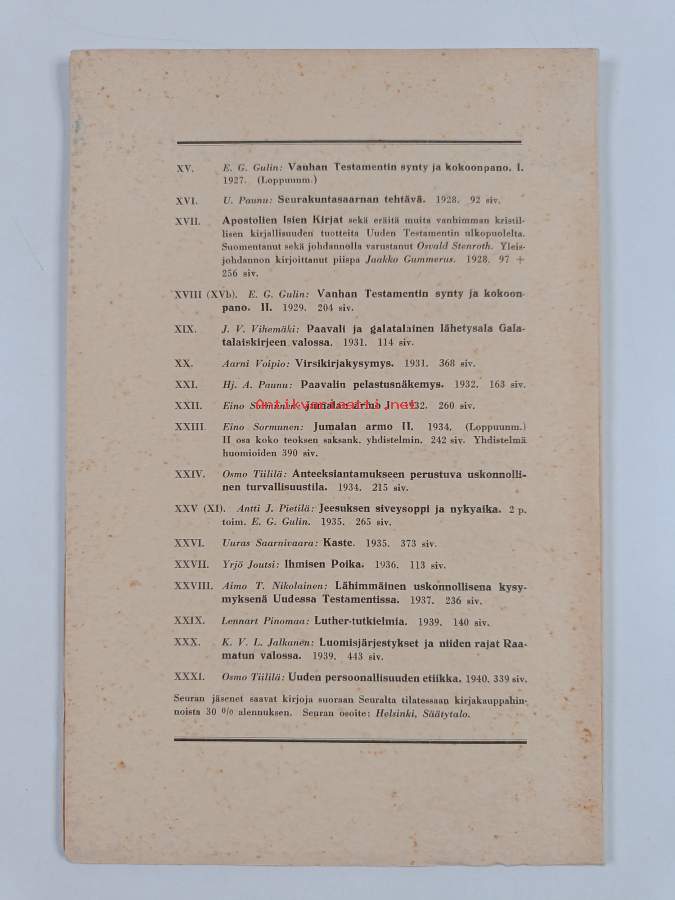 XV. E. G. Gulin: Vanhan Testamentin synty ja kokoonpano. I.
1927. (Loppuunm.)
XVI. U. Paunu: Seurakuntasaarnan tehtävä. 1928. 92 siv.
XVII. Apostolien Isien Kirjat sekä eräitä muita vanhimman kristil-
lisen kirjallisuuden tuotteita Uuden Testamentin ulkopuolelta.
Suomentanut sekä johdannolla varustanut Osvald Stenroth. Yleis-
johdannon kirjoittanut piispa Jaakko Gummerus. 1928. 97 +
256 siv.
XVIII (XVb). E. G. Gulin: Vanhan Testamentin synty ja kokoon-
pano. II. 1929. 204 siv.
XIX. J. V. Vihemäki: Paavali ja galatalainen lähetysala Gala-
talaiskirjeen valossa. 1931. 114 siv.
XX. Aarni Voipio: Virsikirjakysymys. 1931. 368 siv.
XXI. Hj. A. Paunu: Paavalin pelastusnäkemys. 1932. 163 siv.
XXII. Eino Sormunen: Jumalan armo I. 1932. 260 siv.
Antikvariaatti.net
XXIII. Eino Sormunen: Jumalan armo II. 1934. (Loppuunm.)
II osa koko teoksen saksank. yhdistelmin. 242 siv. Yhdistelmä
huomioiden 390 siv.
XXIV. Osmo Tiililä: Anteeksiantamukseen perustuva uskonnolli-
nen turvallisuustila. 1934. 215 siv.
XXV (XI). Antti J. Pietilä: Jeesuksen siveysoppi ja nykyaika. 2 p.
toim. E. G. Gulin. 1935. 265 siv.
XXVI. Uuras Saarnivaara: Kaste. 1935. 373 siv.
XXVII. Yrjö Joutsi: Ihmisen Poika. 1936. 113 siv.
XXVIII. Aimo T. Nikolainen: Lähimmäinen uskonnollisena kysy-
myksenä Uudessa Testamentissa. 1937. 236 siv.
XXIX. Lennart Pinomaa: Luther-tutkielmia. 1939. 140 siv.
XXX. K. V. L. Jalkanen: Luomisjärjestykset ja niiden rajat Raa-
matun valossa. 1939. 443 siv.
XXXI. Osmo Tiililä: Uuden persoonallisuuden etiikka. 1940. 339 siv.
Seuran jäsenet saavat kirjoja suoraan Seuralta tilatessaan kirjakauppahin-
noista 30 % alennuksen. Seuran osoite: Helsinki, Säätytalo.